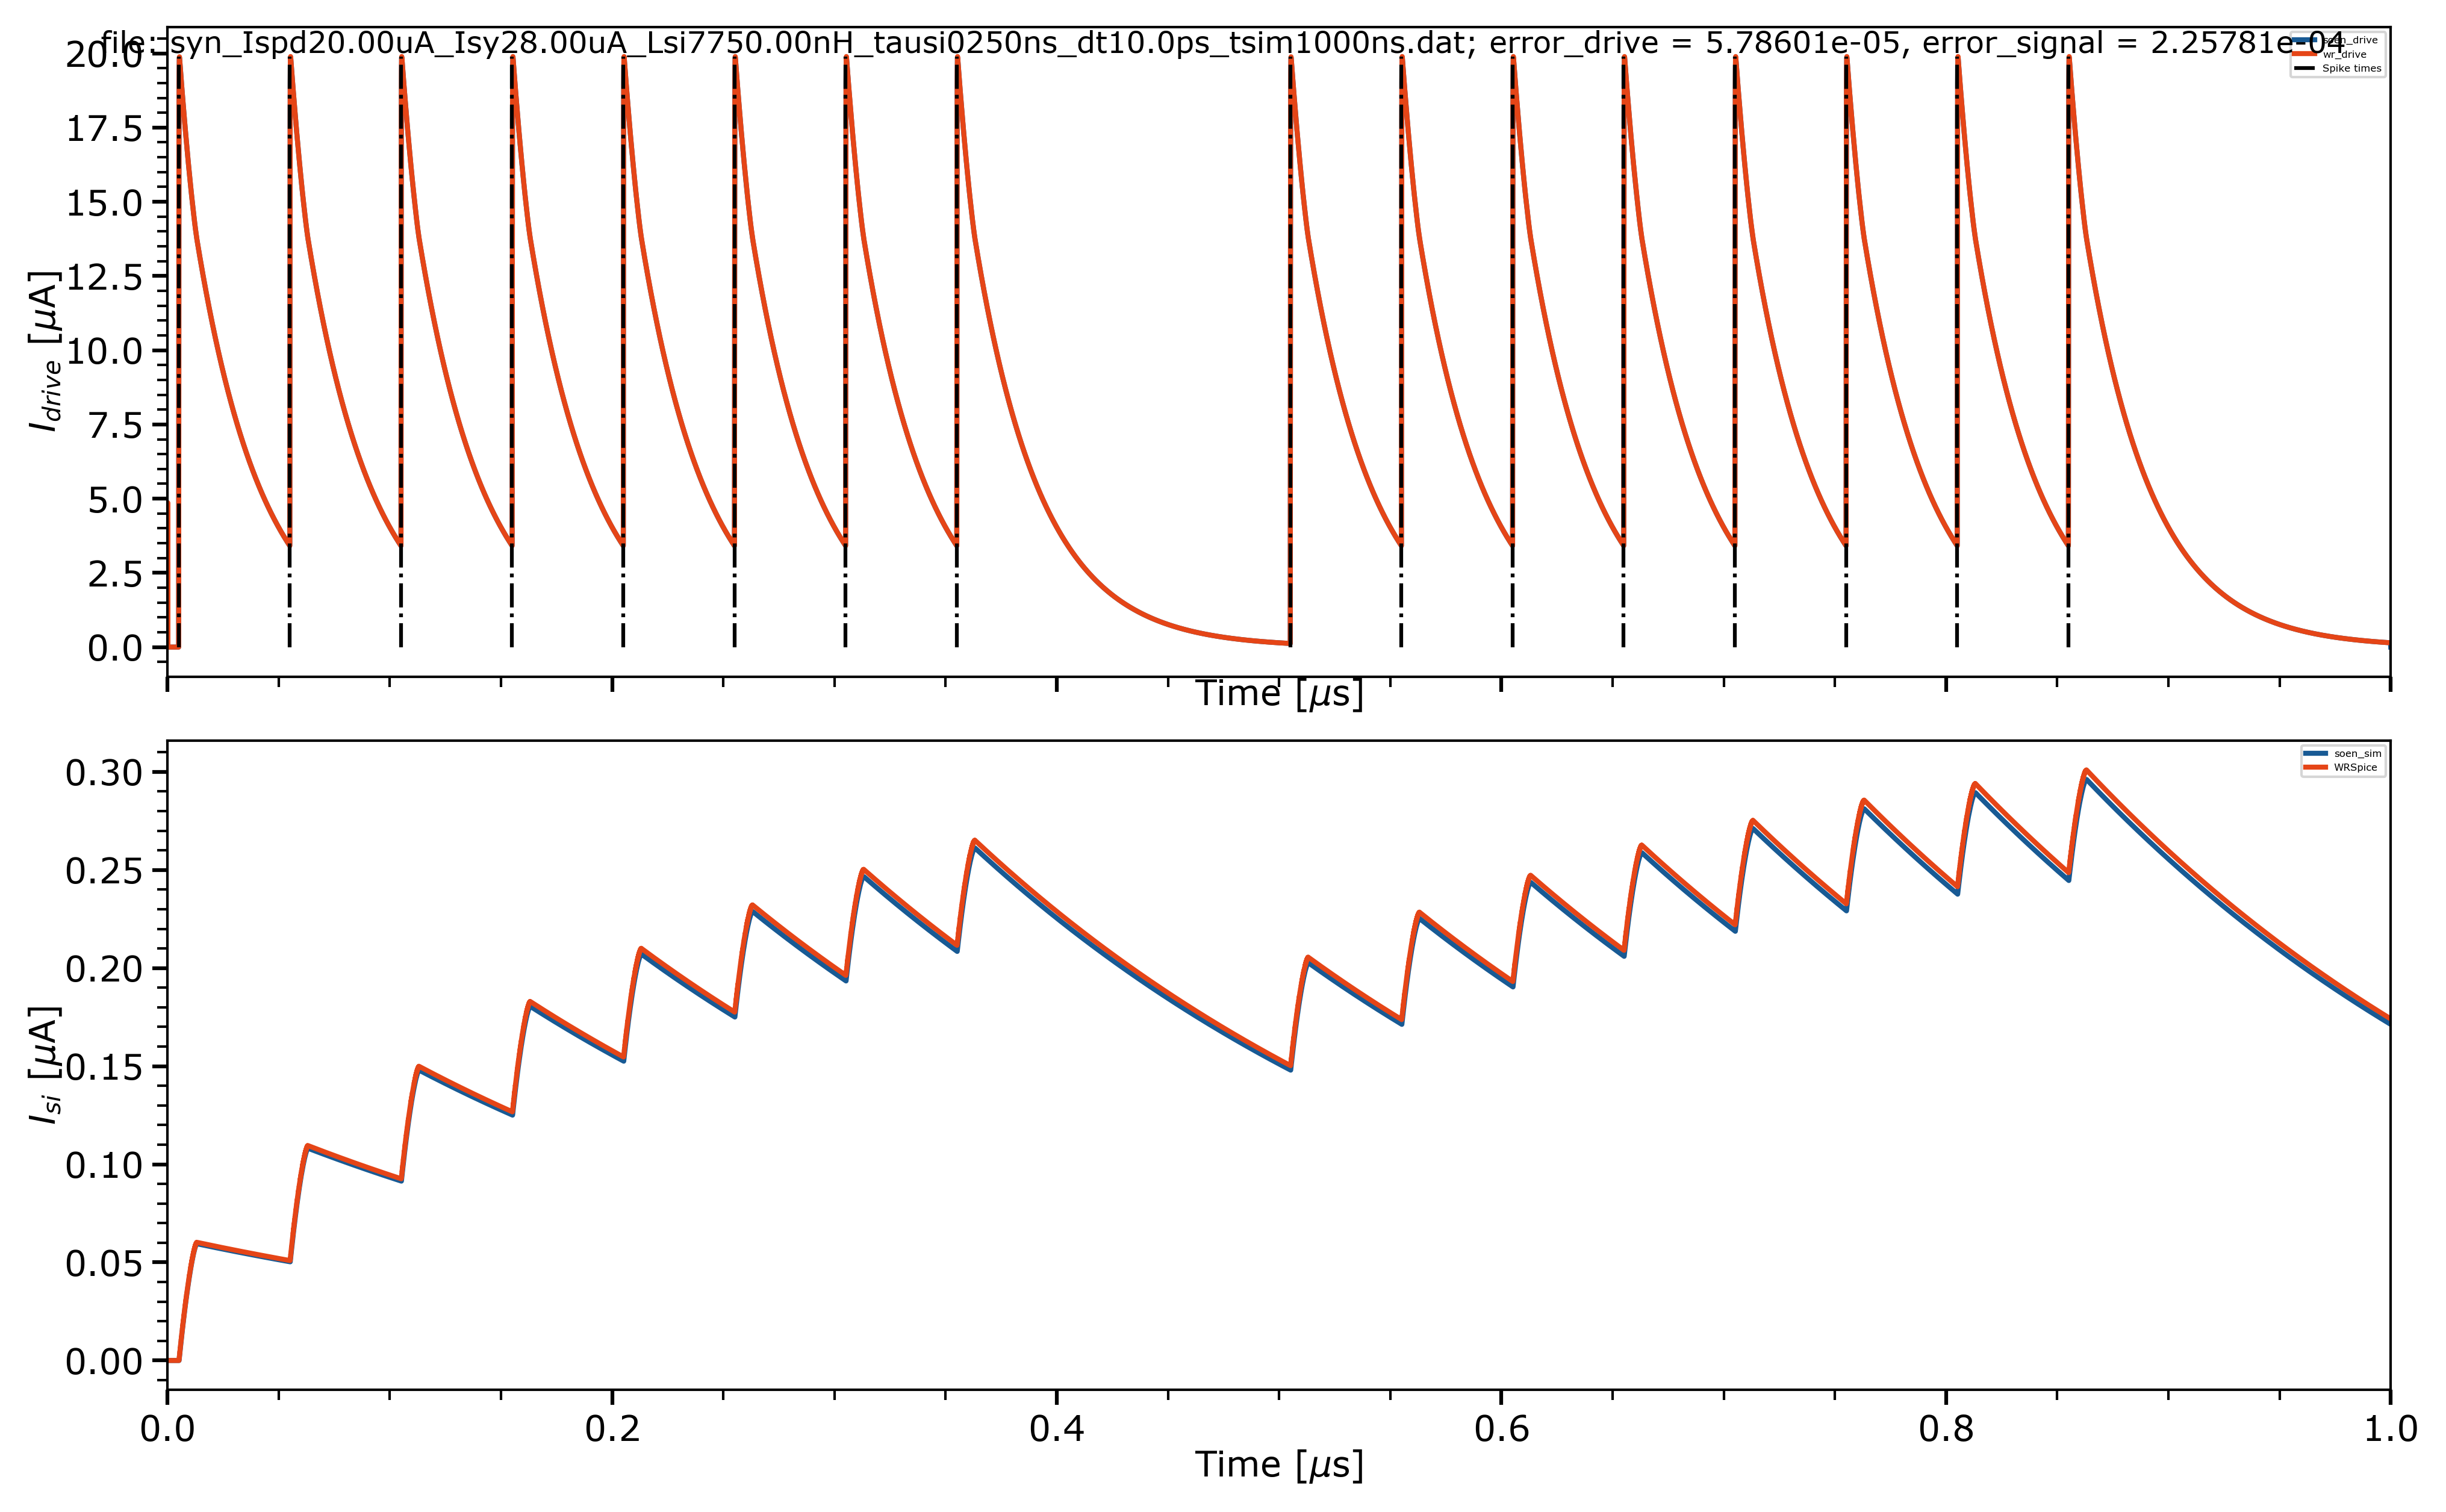 file: syn_Ispd20.00uA_Isy28.00uA_Lsi7750.00nH_tausi0250ns_dt10.0ps_tsim1000ns.dat; error_drive = 5.78601e-05, error_signal = 2.25781e-04
soen_drive
wr_drive
Spike times
20.0
17.5
15.0
12.5
10.0
7.5
5.0
2.5
0.0
I_drive [μA]
Time [μs]
soen_sim
WRSpice
0.30
0.25
0.20
0.15
0.10
0.05
0.00
I_si [μA]
0.0 0.2 0.4 0.6 0.8 1.0
Time [μs]